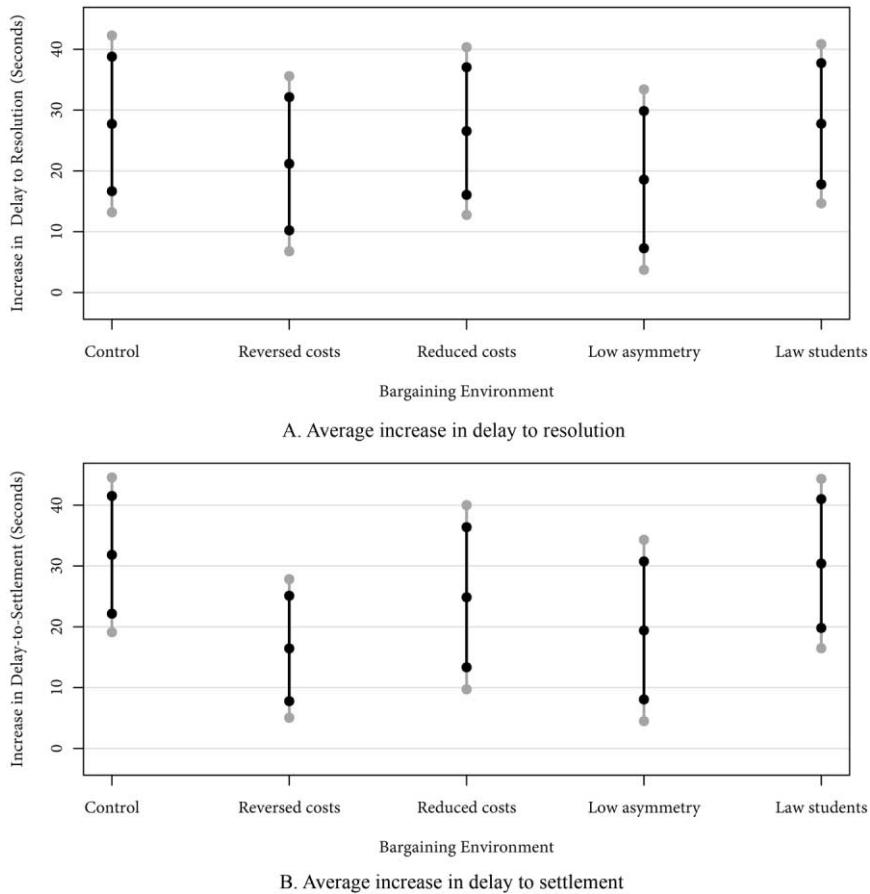 Increase in Delay to Resolution (Seconds)
40
30
20
10
0
Control Reversed costs Reduced costs Low asymmetry Law students
Bargaining Environment
A. Average increase in delay to resolution
Increase in Delay-to-Settlement (Seconds)
40
30
20
10
0
Control Reversed costs Reduced costs Low asymmetry Law students
Bargaining Environment
B. Average increase in delay to settlement